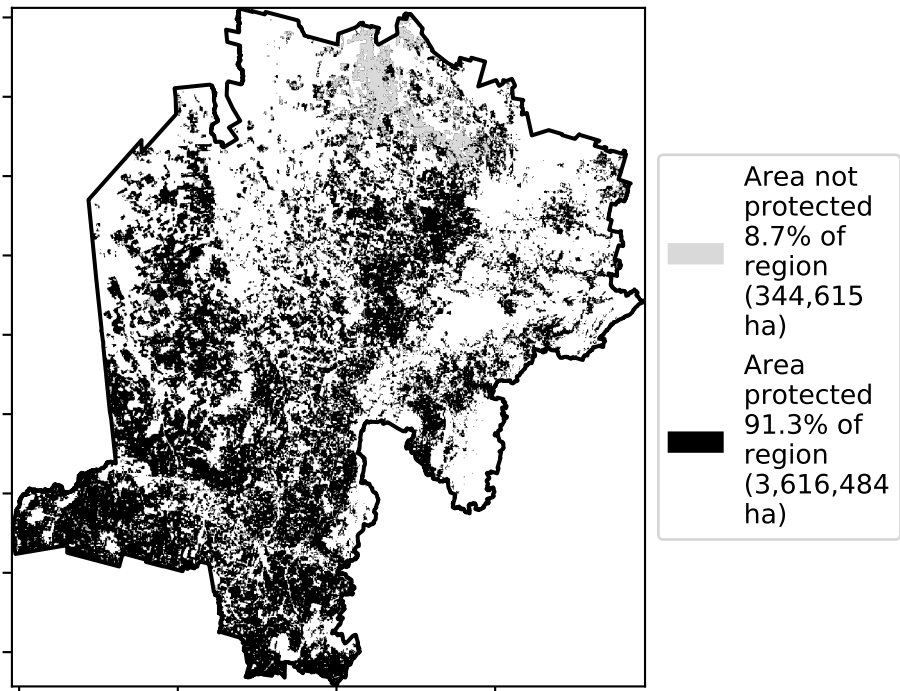 Area not
protected
8.7% of
region
(344,615
ha)
Area
protected
91.3% of
region
(3,616,484
ha)